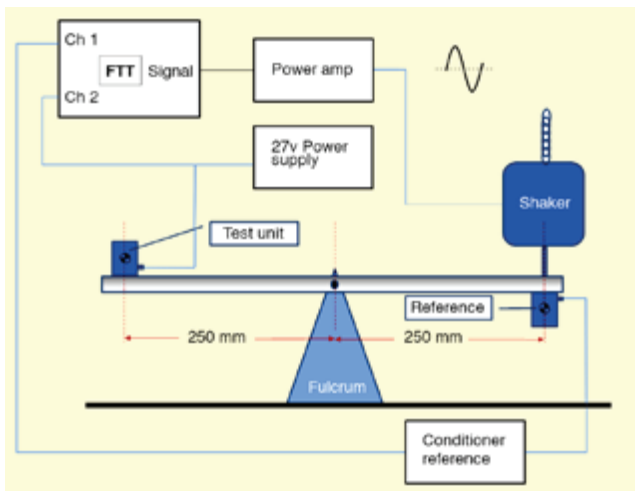 Ch 1
FTT Signal
Ch 2
Power amp
27v Power
supply
Shaker
Test unit
Reference
250 mm
250 mm
Fulcrum
Conditioner
reference